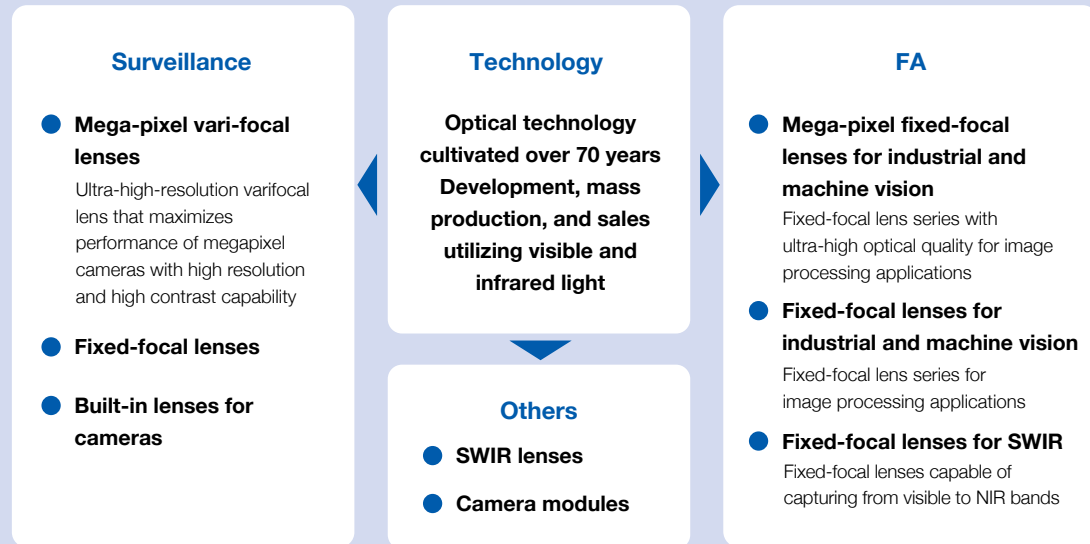 Surveillance
Mega-pixel vari-focal
lenses
Ultra-high-resolution varifocal
lens that maximizes
performance of megapixel
cameras with high resolution
and high contrast capability
Fixed-focal lenses
Built-in lenses for
cameras
Technology
Optical technology
cultivated over 70 years
Development, mass
production, and sales
utilizing visible and
infrared light
Others
SWIR lenses
Camera modules
FA
Mega-pixel fixed-focal
lenses for industrial and
machine vision
Fixed-focal lens series with
ultra-high optical quality for image
processing applications
Fixed-focal lenses for
industrial and machine vision
Fixed-focal lens series for
image processing applications
Fixed-focal lenses for SWIR
Fixed-focal lenses capable of
capturing from visible to NIR bands